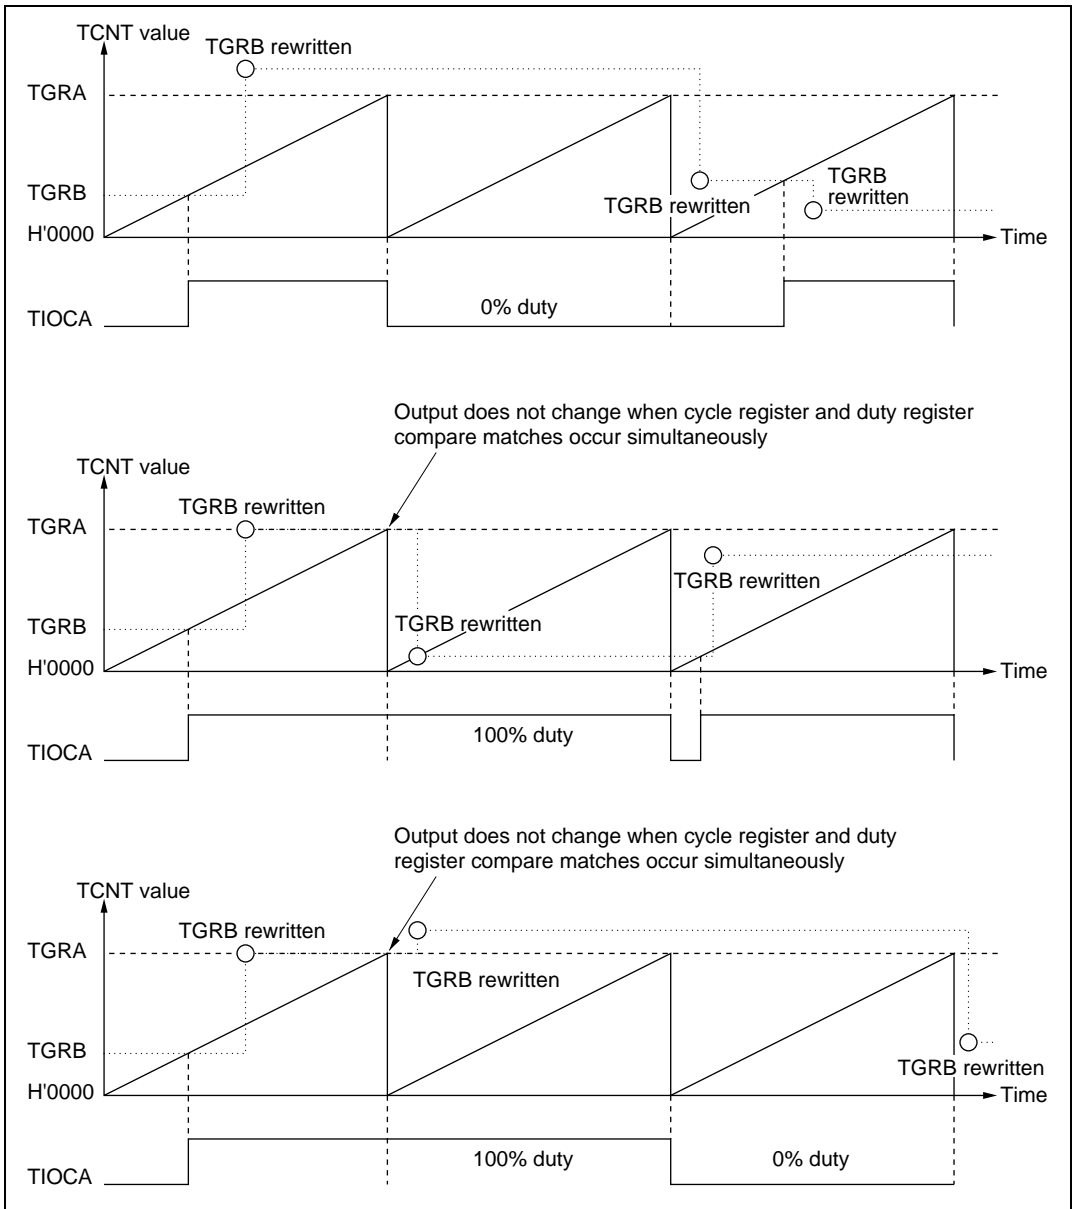 TCNT value
TGRB rewritten
TGRA
TGRB
TGRB rewritten
TGRB
rewritten
H'0000
Time
0% duty
TIOCA
Output does not change when cycle register and duty register
compare matches occur simultaneously
TCNT value
TGRB rewritten
TGRA
TGRB rewritten
TGRB
TGRB rewritten
H'0000
Time
100% duty
TIOCA
Output does not change when cycle register and duty
register compare matches occur simultaneously
TCNT value
TGRB rewritten
TGRA
TGRB rewritten
TGRB
TGRB rewritten
H'0000
Time
100% duty
0% duty
TIOCA